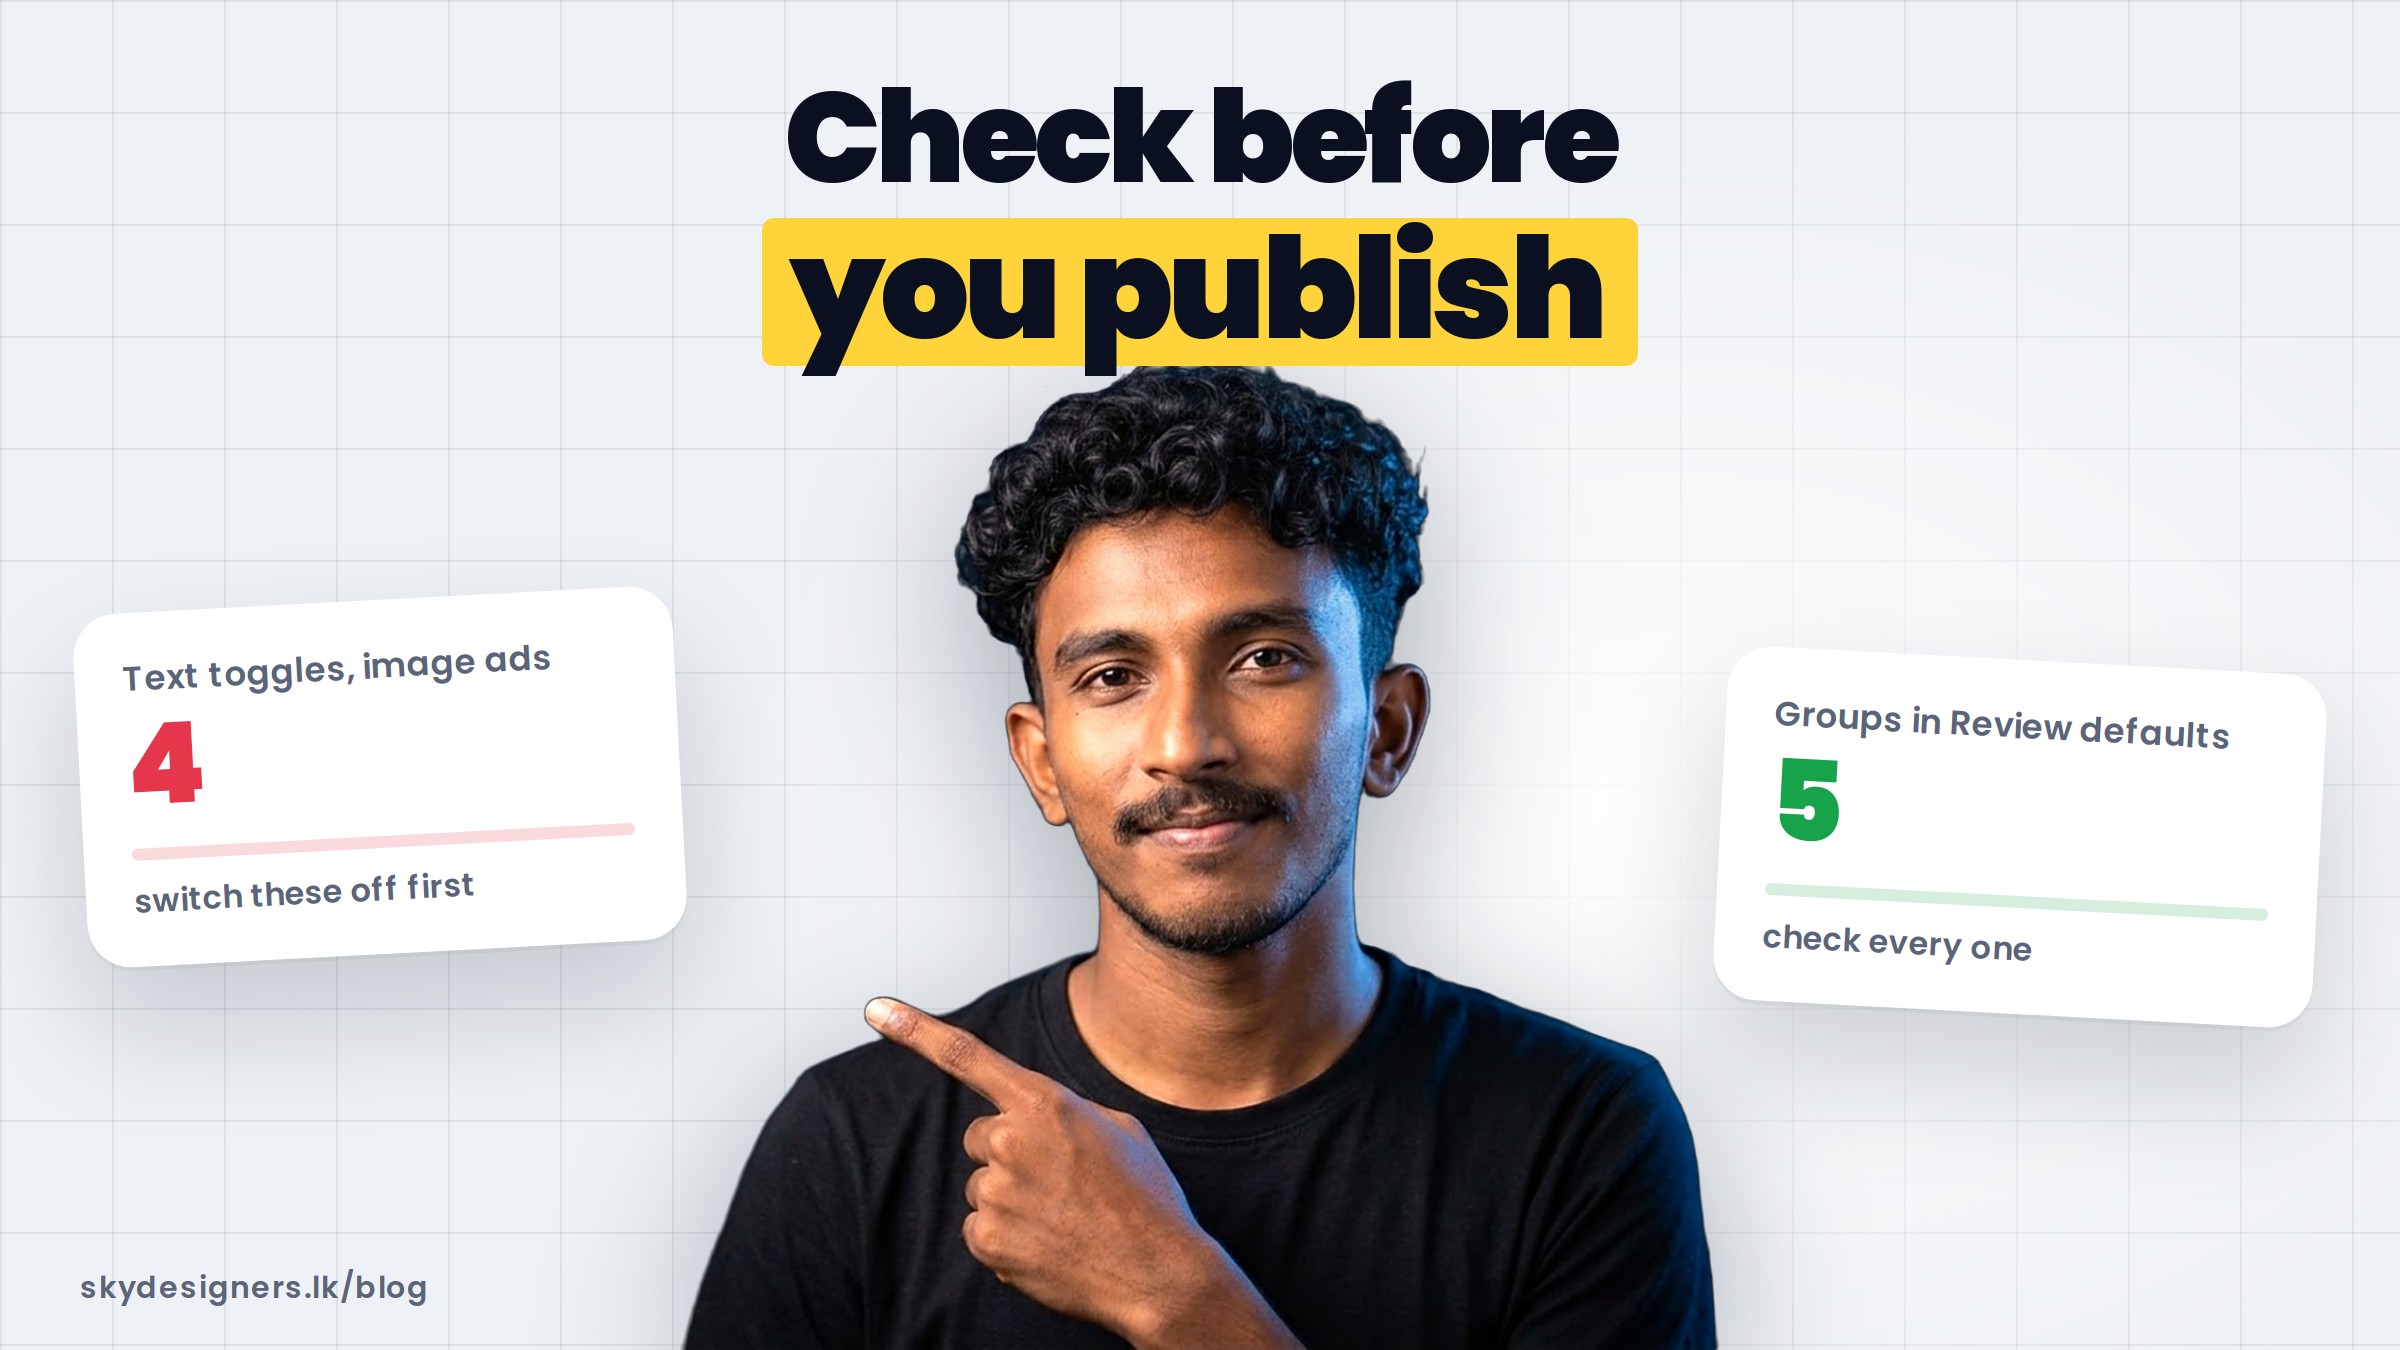 Check before
you publish
Text toggles, image ads
4
switch these off first
Groups in Review defaults
5
check every one
skydesigners.lk/blog